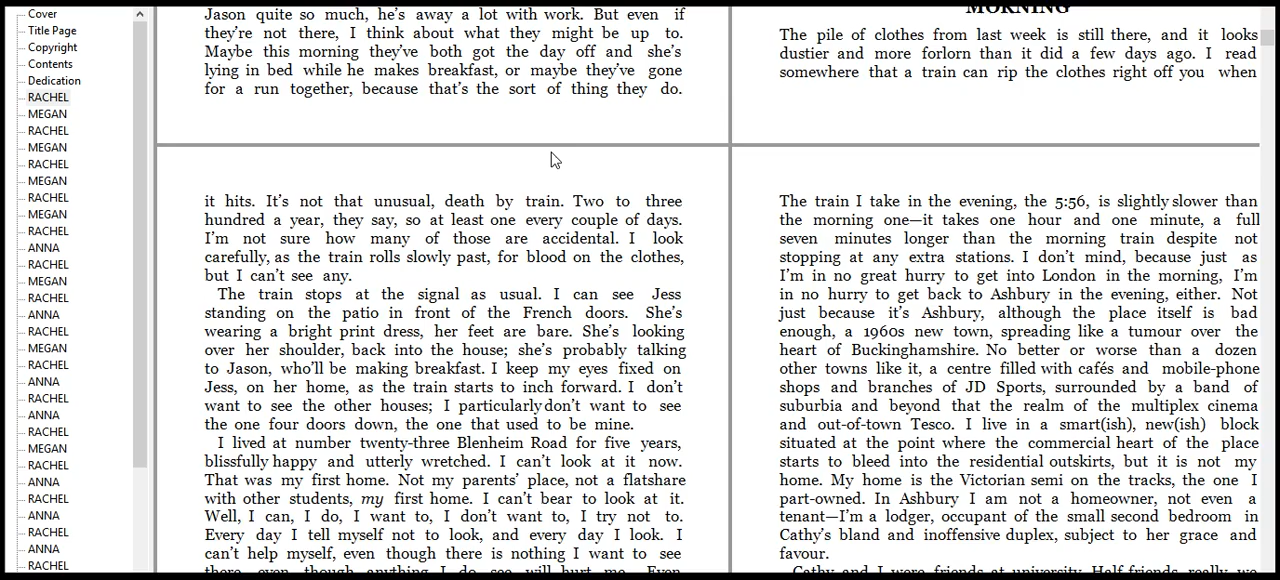 Cover
Title Page
Copyright
Contents
Dedication
RACHEL
MEGAN
RACHEL
MEGAN
RACHEL
MEGAN
RACHEL
MEGAN
RACHEL
ANNA
RACHEL
MEGAN
RACHEL
ANNA
RACHEL
MEGAN
RACHEL
ANNA
RACHEL
ANNA
RACHEL
MEGAN
RACHEL
ANNA
RACHEL
ANNA
RACHEL
ANNA
RACHEL
Jason quite so much, he's away a lot with work. But even if
they're not there, I think about what they might be up to.
Maybe this morning they've both got the day off and she's
lying in bed while he makes breakfast, or maybe they've gone
for a run together, because that's the sort of thing they do.
MORNING
The pile of clothes from last week is still there, and it looks
dustier and more forlorn than it did a few days ago. I read
somewhere that a train can rip the clothes right off you when
it hits. It's not that unusual, death by train. Two to three
hundred a year, they say, so at least one every couple of days.
I'm not sure how many of those are accidental. I look
carefully, as the train rolls slowly past, for blood on the clothes,
but I can't see any.
The train stops at the signal as usual. I can see Jess
standing on the patio in front of the French doors. She's
wearing a bright print dress, her feet are bare. She's looking
over her shoulder, back into the house; she's probably talking
to Jason, who'll be making breakfast. I keep my eyes fixed on
Jess, on her home, as the train starts to inch forward. I don't
want to see the other houses; I particularly don't want to see
the one four doors down, the one that used to be mine.
I lived at number twenty-three Blenheim Road for five years,
blissfully happy and utterly wretched. I can't look at it now.
That was my first home. Not my parents' place, not a flatshare
with other students, my first home. I can't bear to look at it.
Well, I can, I do, I want to, I don't want to, I try not to.
Every day I tell myself not to look, and every day I look. I
can't help myself, even though there is nothing I want to see
there, even though anything I do see will hurt me. Even
The train I take in the evening, the 5:56, is slightly slower than
the morning one—it takes one hour and one minute, a full
seven minutes longer than the morning train despite not
stopping at any extra stations. I don't mind, because just as
I'm in no great hurry to get into London in the morning, I'm
in no hurry to get back to Ashbury in the evening, either. Not
just because it's Ashbury, although the place itself is bad
enough, a 1960s new town, spreading like a tumour over the
heart of Buckinghamshire. No better or worse than a dozen
other towns like it, a centre filled with cafés and mobile-phone
shops and branches of JD Sports, surrounded by a band of
suburbia and beyond that the realm of the multiplex cinema
and out-of-town Tesco. I live in a smart(ish), new(ish) block
situated at the point where the commercial heart of the place
starts to bleed into the residential outskirts, but it is not my
home. My home is the Victorian semi on the tracks, the one I
part-owned. In Ashbury I am not a homeowner, not even a
tenant—I'm a lodger, occupant of the small second bedroom in
Cathy's bland and inoffensive duplex, subject to her grace and
favour.
Cathy and I were friends at university. Half-friends, really, we